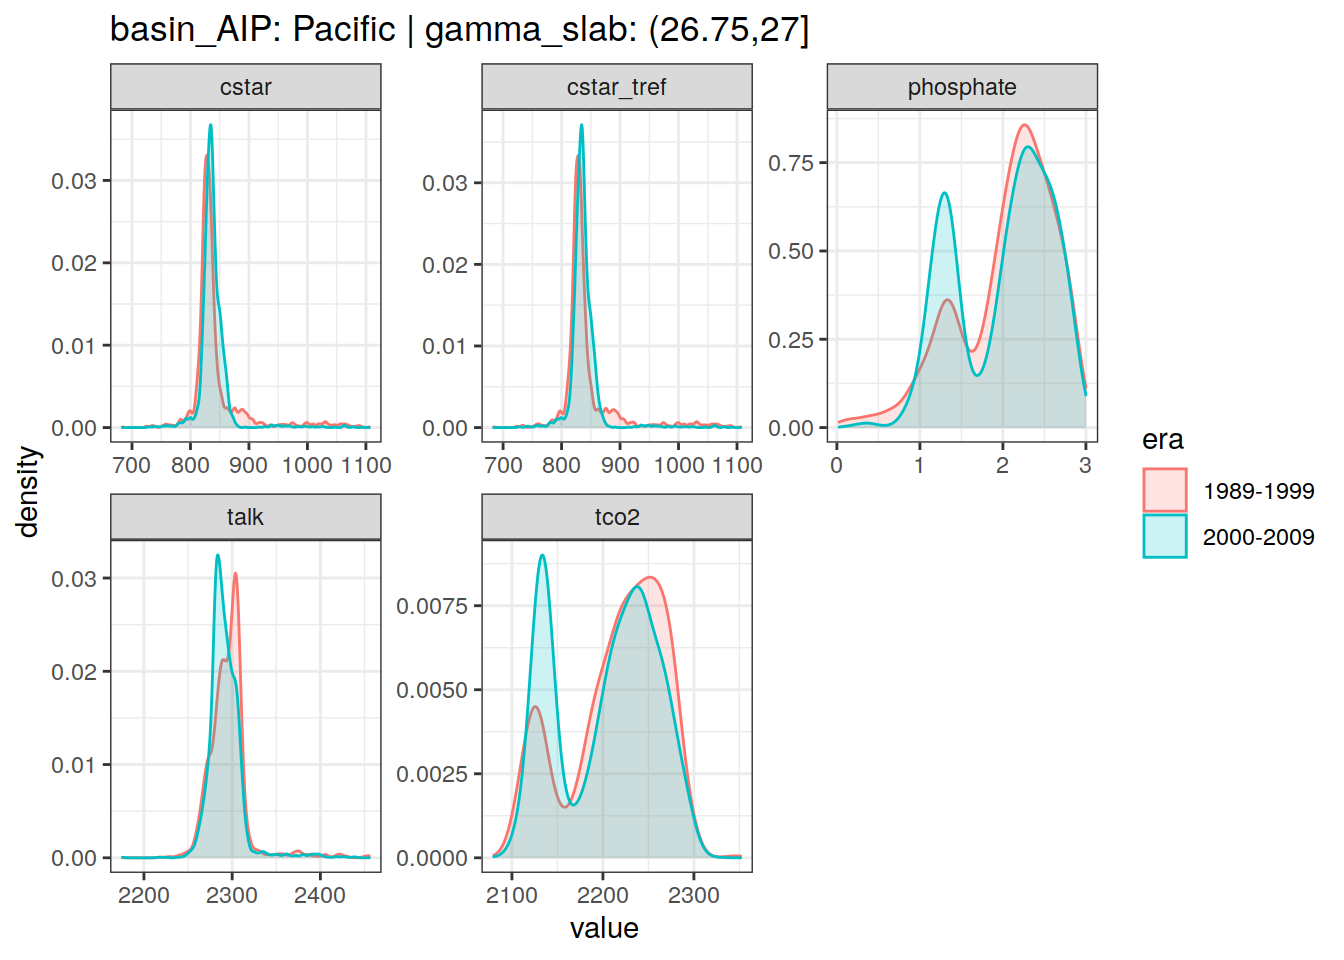 basin_AIP: Pacific | gamma_slab: (26.75,27]
cstar
cstar_tref
phosphate
0.03
0.02
0.01
0.00
700 800 900 1000 1100
0.03
0.02
0.01
0.00
700 800 900 1000 1100
0.75
0.50
0.25
0.00
0 1 2 3
talk
tco2
0.03
0.02
0.01
0.00
2200 2300 2400
0.0075
0.0050
0.0025
0.0000
2100 2200 2300
density
value
era
1989-1999
2000-2009